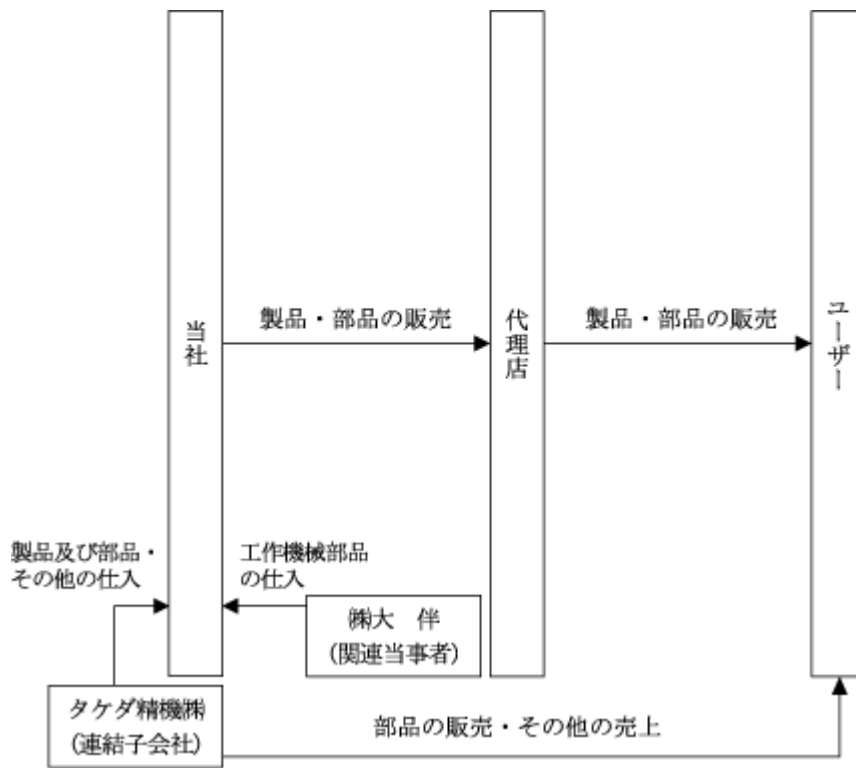 当社
製品・部品の販売
代理店
製品・部品の販売
ユーザー
製品及び部品・
その他の仕入
工作機械部品
の仕入
㈱大　伴
(関連当事者)
タケダ精機㈱
(連結子会社)
部品の販売・その他の売上